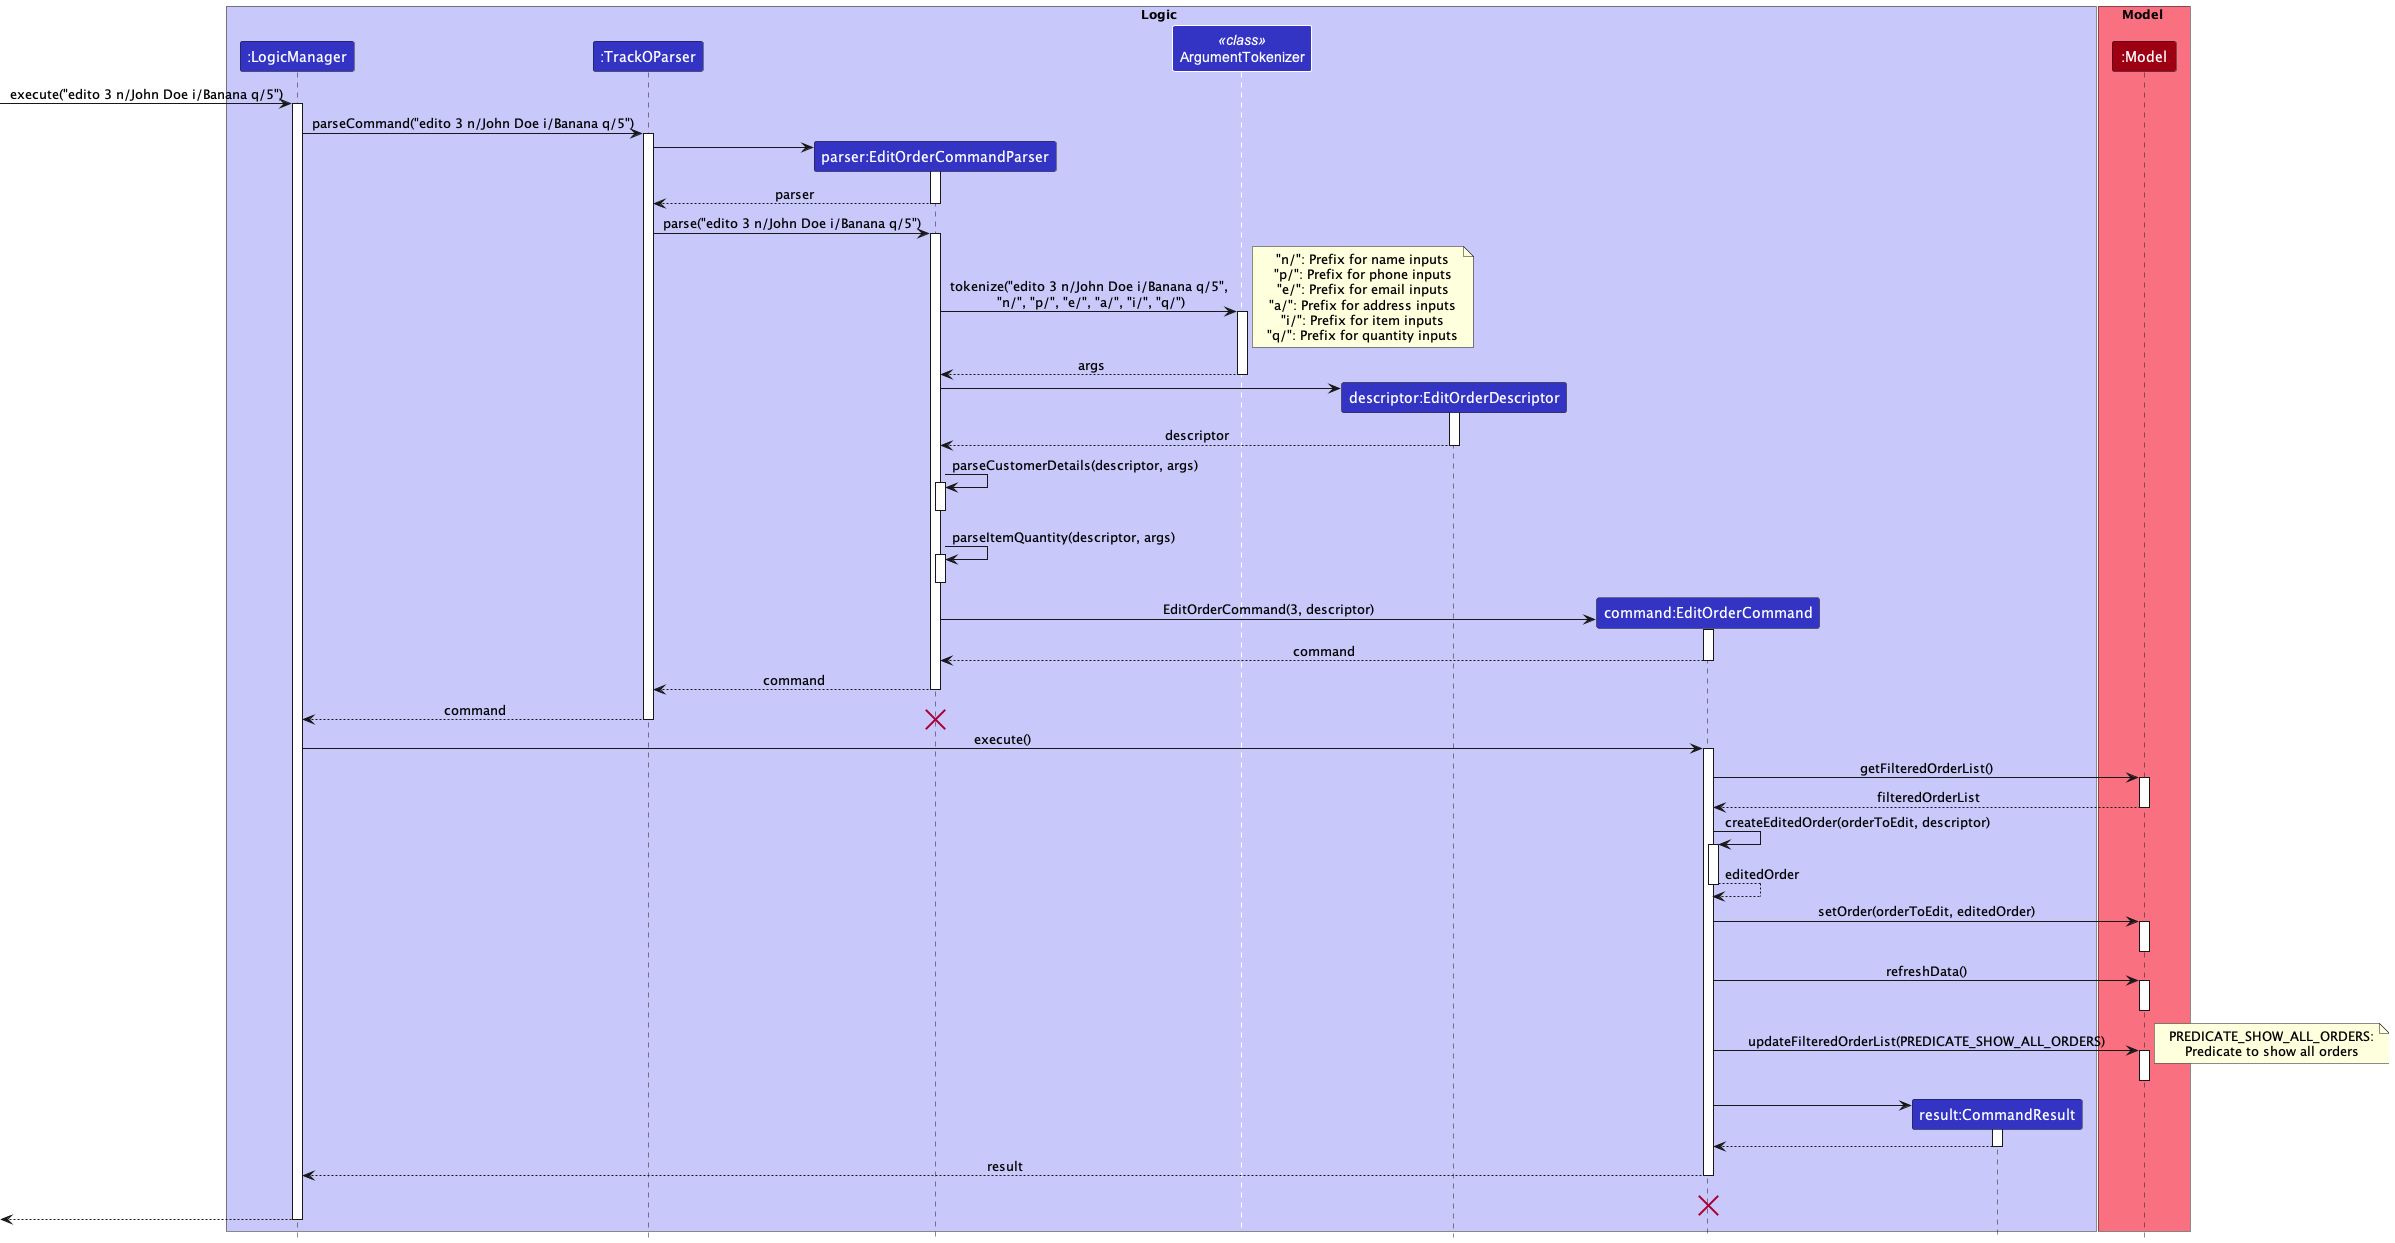 Logic
Model
«class»
:LogicManager
:TrackOParser
ArgumentTokenizer
:Model
execute("edito 3 n/John Doe i/Banana q/5")
parseCommand("edito 3 n/John Doe i/Banana q/5")
parser:EditOrderCommandParser
parser
parse("edito 3 n/John Doe i/Banana q/5")
"n/": Prefix for name inputs
"p/": Prefix for phone inputs
"e/": Prefix for email inputs
"a/": Prefix for address inputs
"i/": Prefix for item inputs
"q/": Prefix for quantity inputs
tokenize("edito 3 n/John Doe i/Banana q/5",
"n/", "p/", "e/", "a/", "i/", "q/")
args
descriptor:EditOrderDescriptor
descriptor
parseCustomerDetails(descriptor, args)
parseItemQuantity(descriptor, args)
EditOrderCommand(3, descriptor)
command:EditOrderCommand
command
command
command
execute()
getFilteredOrderList()
filteredOrderList
createEditedOrder(orderToEdit, descriptor)
editedOrder
setOrder(orderToEdit, editedOrder)
refreshData()
updateFilteredOrderList(PREDICATE_SHOW_ALL_ORDERS)
PREDICATE_SHOW_ALL_ORDERS:
Predicate to show all orders
result:CommandResult
result